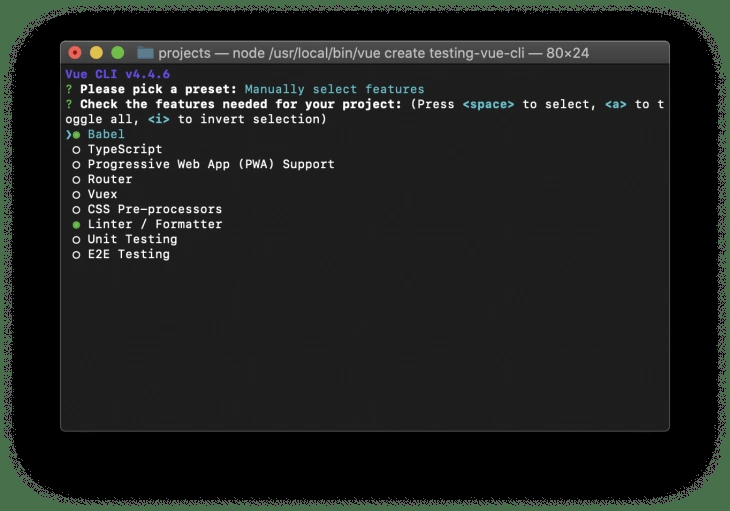 projects — node /usr/local/bin/vue create testing-vue-cli — 80×24
Vue CLI v4.4.6
? Please pick a preset: Manually select features
? Check the features needed for your project: (Press <space> to select, <a> to t
oggle all, <i> to invert selection)
❯◉ Babel
◯ TypeScript
◯ Progressive Web App (PWA) Support
◯ Router
◯ Vuex
◯ CSS Pre-processors
◉ Linter / Formatter
◯ Unit Testing
◯ E2E Testing